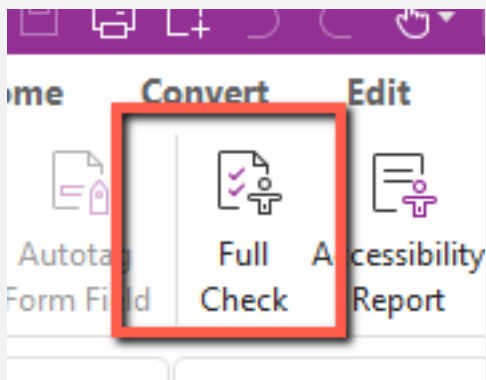 ome Convert Edit
Autotag Full Accessibility
Form Field Check Report